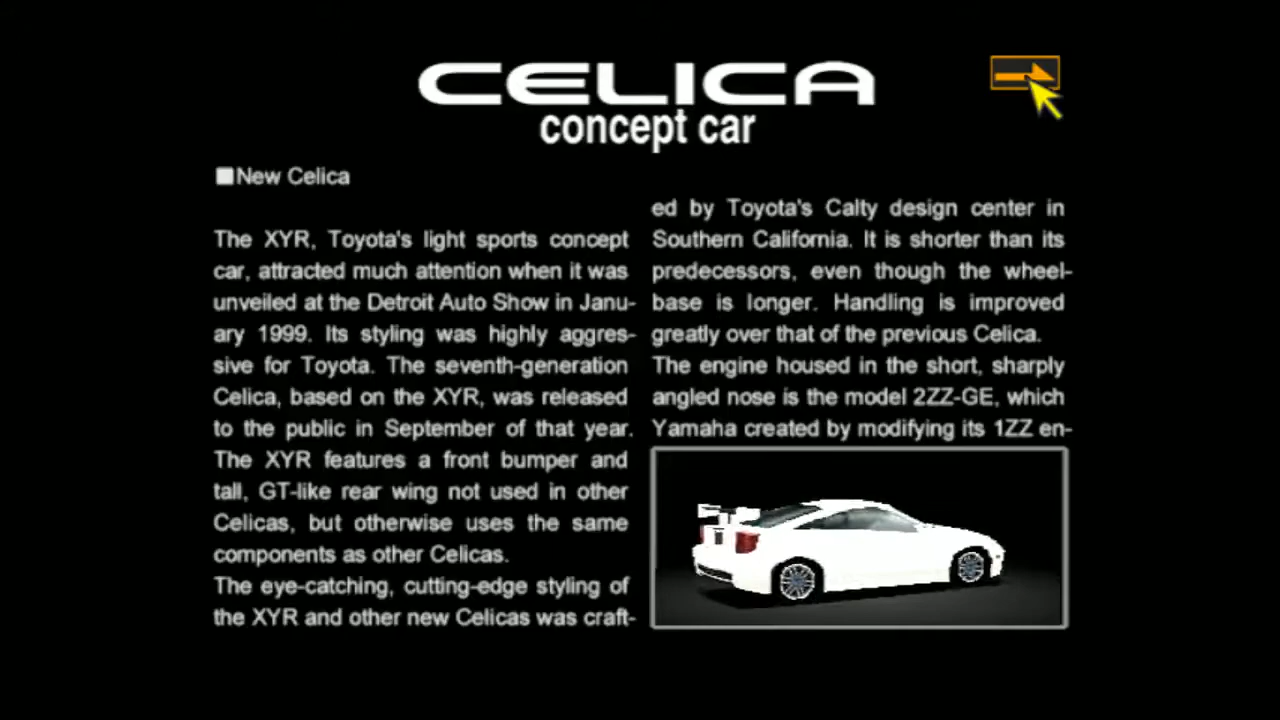 CELICA
concept car
■New Celica
The XYR, Toyota's light sports concept
car, attracted much attention when it was
unveiled at the Detroit Auto Show in Janu-
ary 1999. Its styling was highly aggres-
sive for Toyota. The seventh-generation
Celica, based on the XYR, was released
to the public in September of that year.
The XYR features a front bumper and
tall, GT-like rear wing not used in other
Celicas, but otherwise uses the same
components as other Celicas.
The eye-catching, cutting-edge styling of
the XYR and other new Celicas was craft-
ed by Toyota's Calty design center in
Southern California. It is shorter than its
predecessors, even though the wheel-
base is longer. Handling is improved
greatly over that of the previous Celica.
The engine housed in the short, sharply
angled nose is the model 2ZZ-GE, which
Yamaha created by modifying its 1ZZ en-